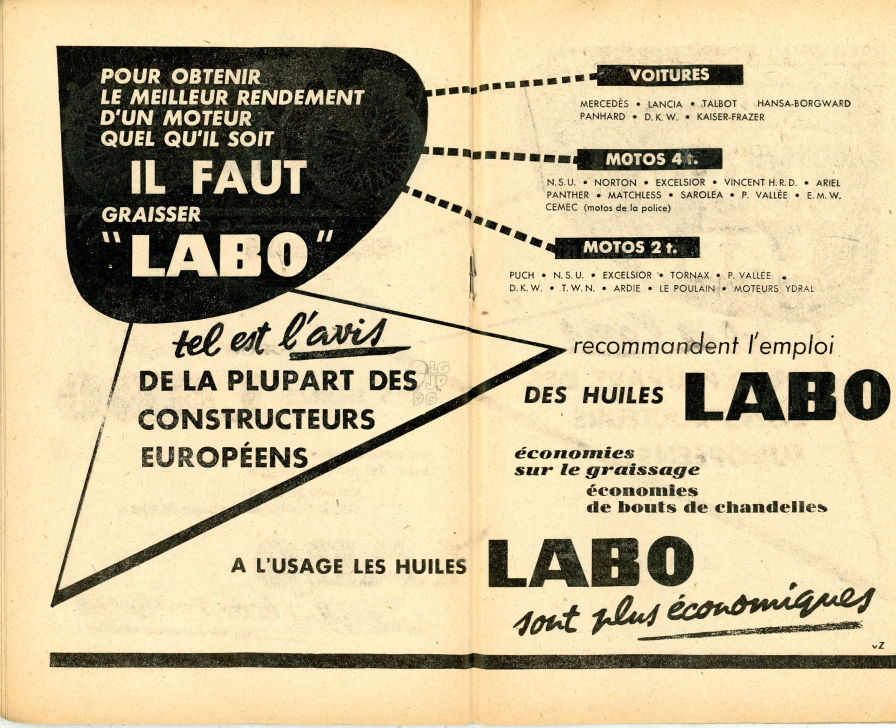 POUR OBTENIR
LE MEILLEUR RENDEMENT
D'UN MOTEUR
QUEL QU'IL SOIT
IL FAUT
GRAISSER
"LABO"
VOITURES
MERCEDÈS • LANCIA • TALBOT HANSA-BORGWARD
PANHARD • D.K.W. • KAISER-FRAZER
MOTOS 4 t.
N.S.U. • NORTON • EXCELSIOR • VINCENT H.R.D. • ARIEL
PANTHER • MATCHLESS • SAROLEA • P. VALLÉE • E.M.W.
CEMEC (motos de la police)
MOTOS 2 t.
PUCH • N.S.U. • EXCELSIOR • TORNAX • P. VALLÉE •
D.K.W. • T.W.N. • ARDIE • LE POULAIN • MOTEURS YDRAL
tel est l'avis
DE LA PLUPART DES
CONSTRUCTEURS
EUROPÉENS
recommandent l'emploi
DES HUILES LABO
économies
sur le graissage
économies
de bouts de chandelles
A L'USAGE LES HUILES LABO
sont plus économiques
vZ
LG
JP
DG